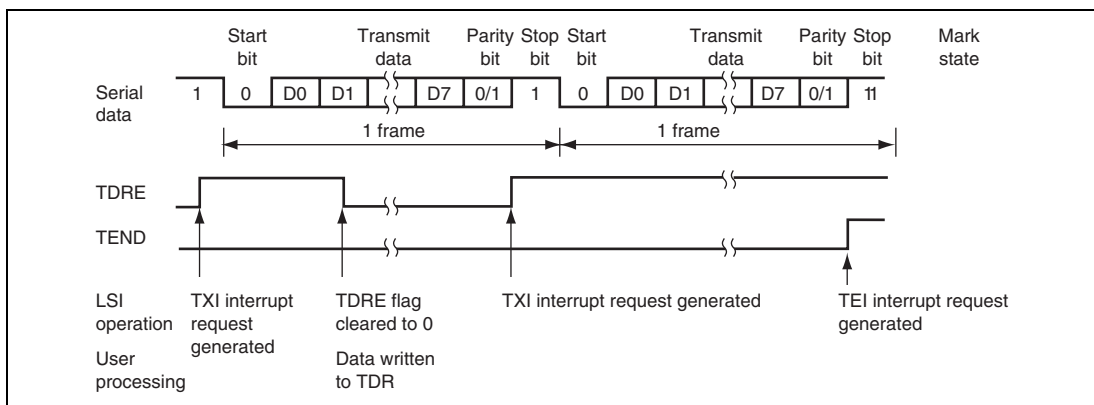 Start bit Transmit data Parity bit Stop bit Start bit Transmit data Parity bit Stop bit Mark state
Serial data 1 0 D0 D1 D7 0/1 1 0 D0 D1 D7 0/1 11
1 frame 1 frame
TDRE
TEND
LSI operation TXI interrupt request generated TDRE flag cleared to 0 TXI interrupt request generated TEI interrupt request generated
User processing Data written to TDR